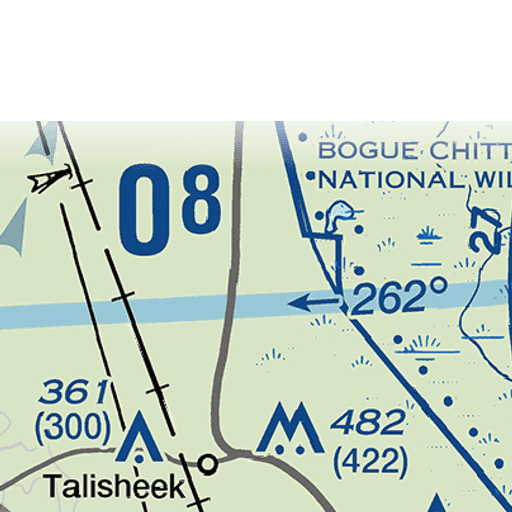 BOGUE CHITT
NATIONAL WIL
08
27
262°
361
(300)
482
(422)
Talisheek